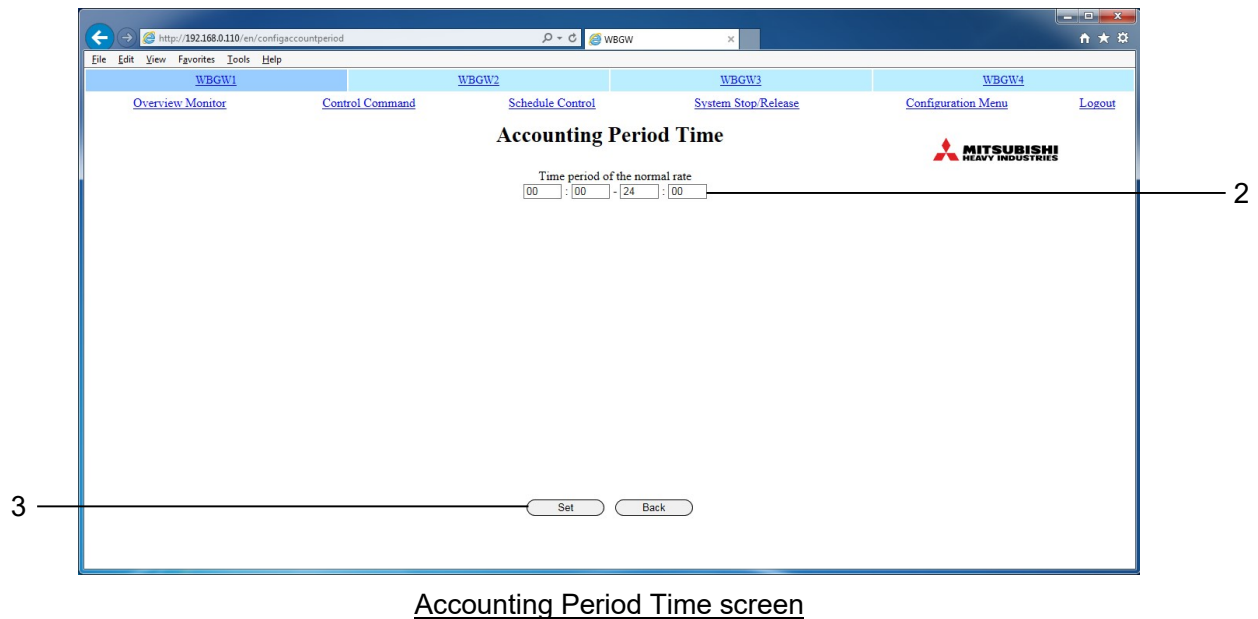 http://192.168.0.110/en/configaccountperiod WBGW
File Edit View Favorites Tools Help
WBGW1 WBGW2 WBGW3 WBGW4
Overview Monitor Control Command Schedule Control System Stop/Release Configuration Menu Logout
Accounting Period Time
MITSUBISHI
HEAVY INDUSTRIES
Time period of the normal rate
00 : 00 - 24 : 00
2
3
Set Back
Accounting Period Time screen